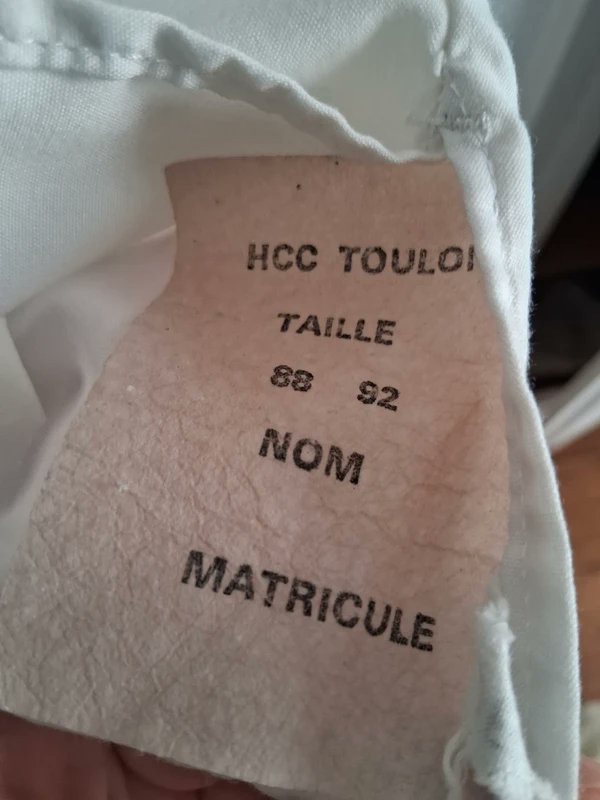 HCC TOULO
TAILLE
88 92
NOM
MATRICULE